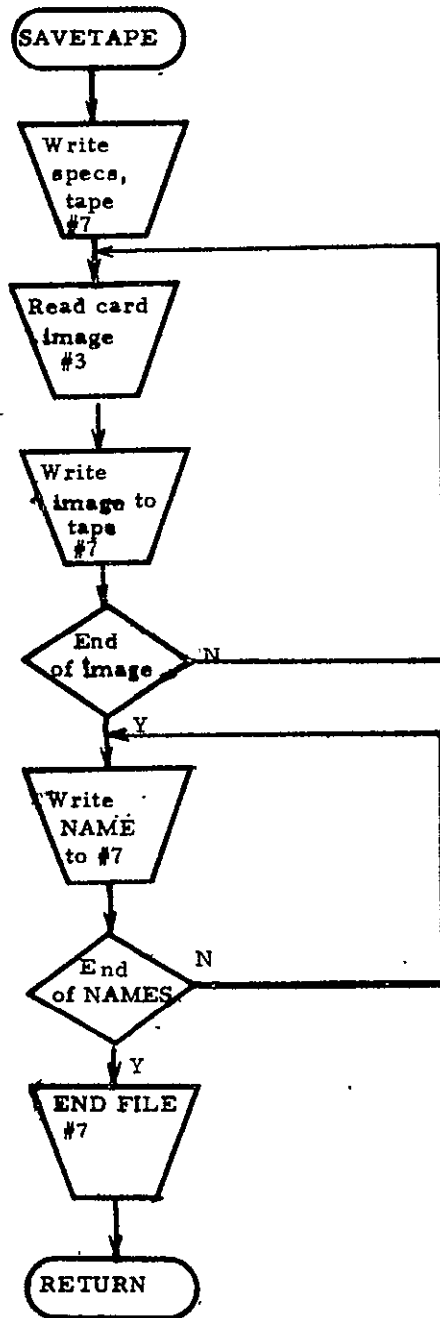 SAVETAPE
Write
specs,
tape
#7
Read card
image
#3
Write
image to
tape
#7
End
of image
N
Y
Write
NAME
to #7
End
of NAMES
N
Y
END FILE
#7
RETURN